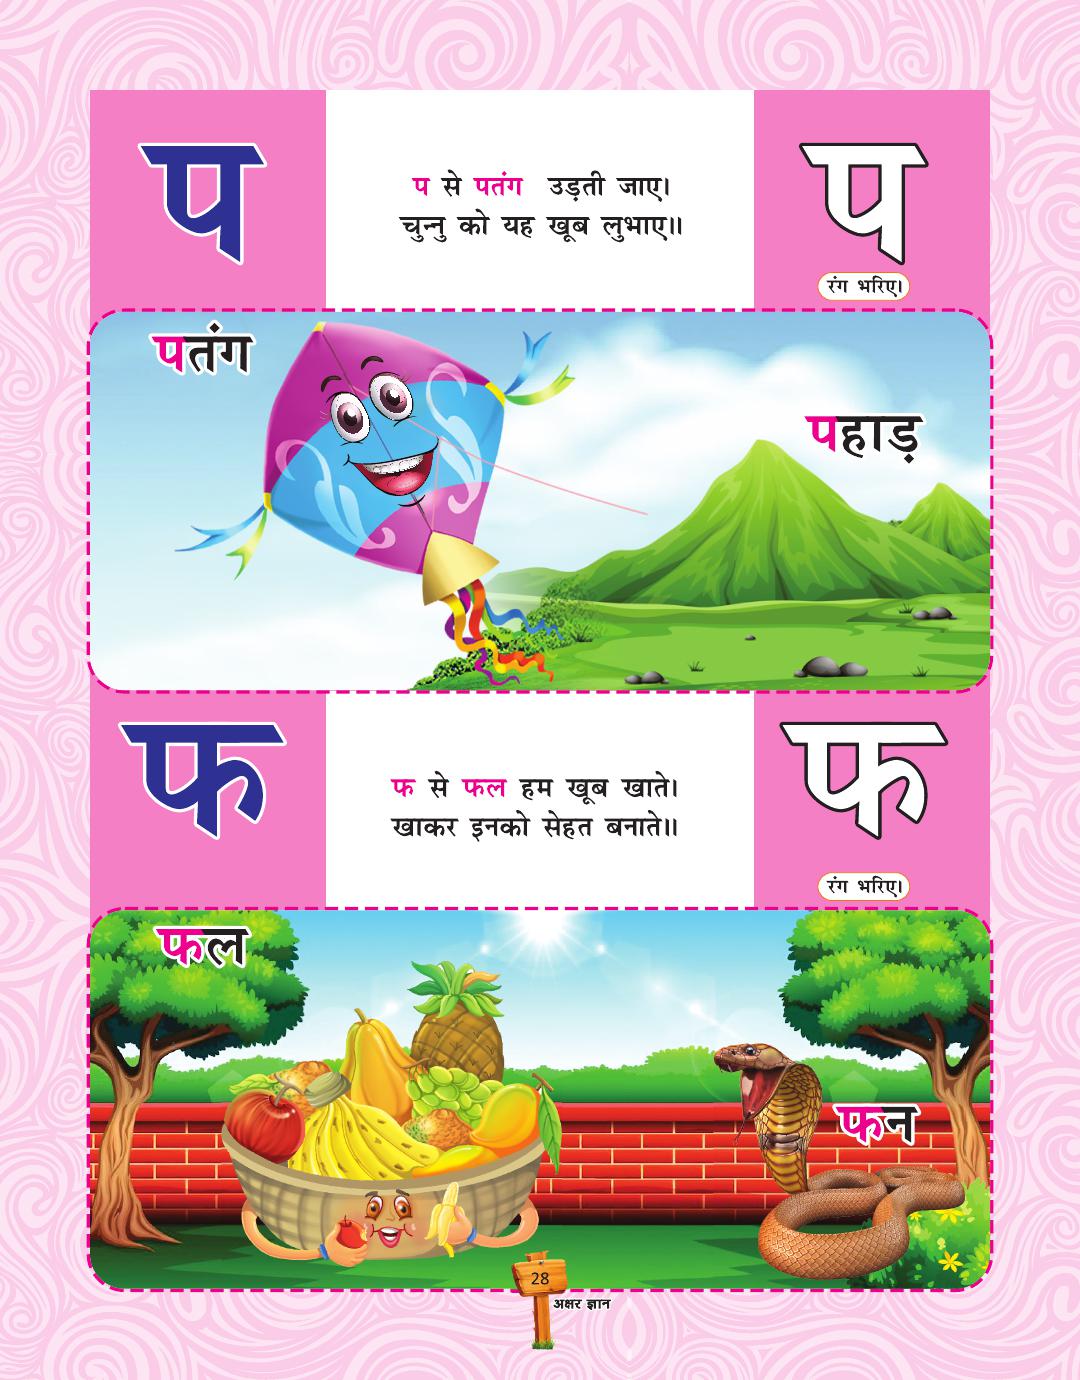 प
प से पतंग उड़ती जाए।
चुन्नु को यह खूब लुभाए॥
प
रंग भरिए।
पतंग
पहाड़
फ
फ से फल हम खूब खाते।
खाकर इनको सेहत बनाते॥
फ
रंग भरिए।
फल
फन
28
अक्षर ज्ञान